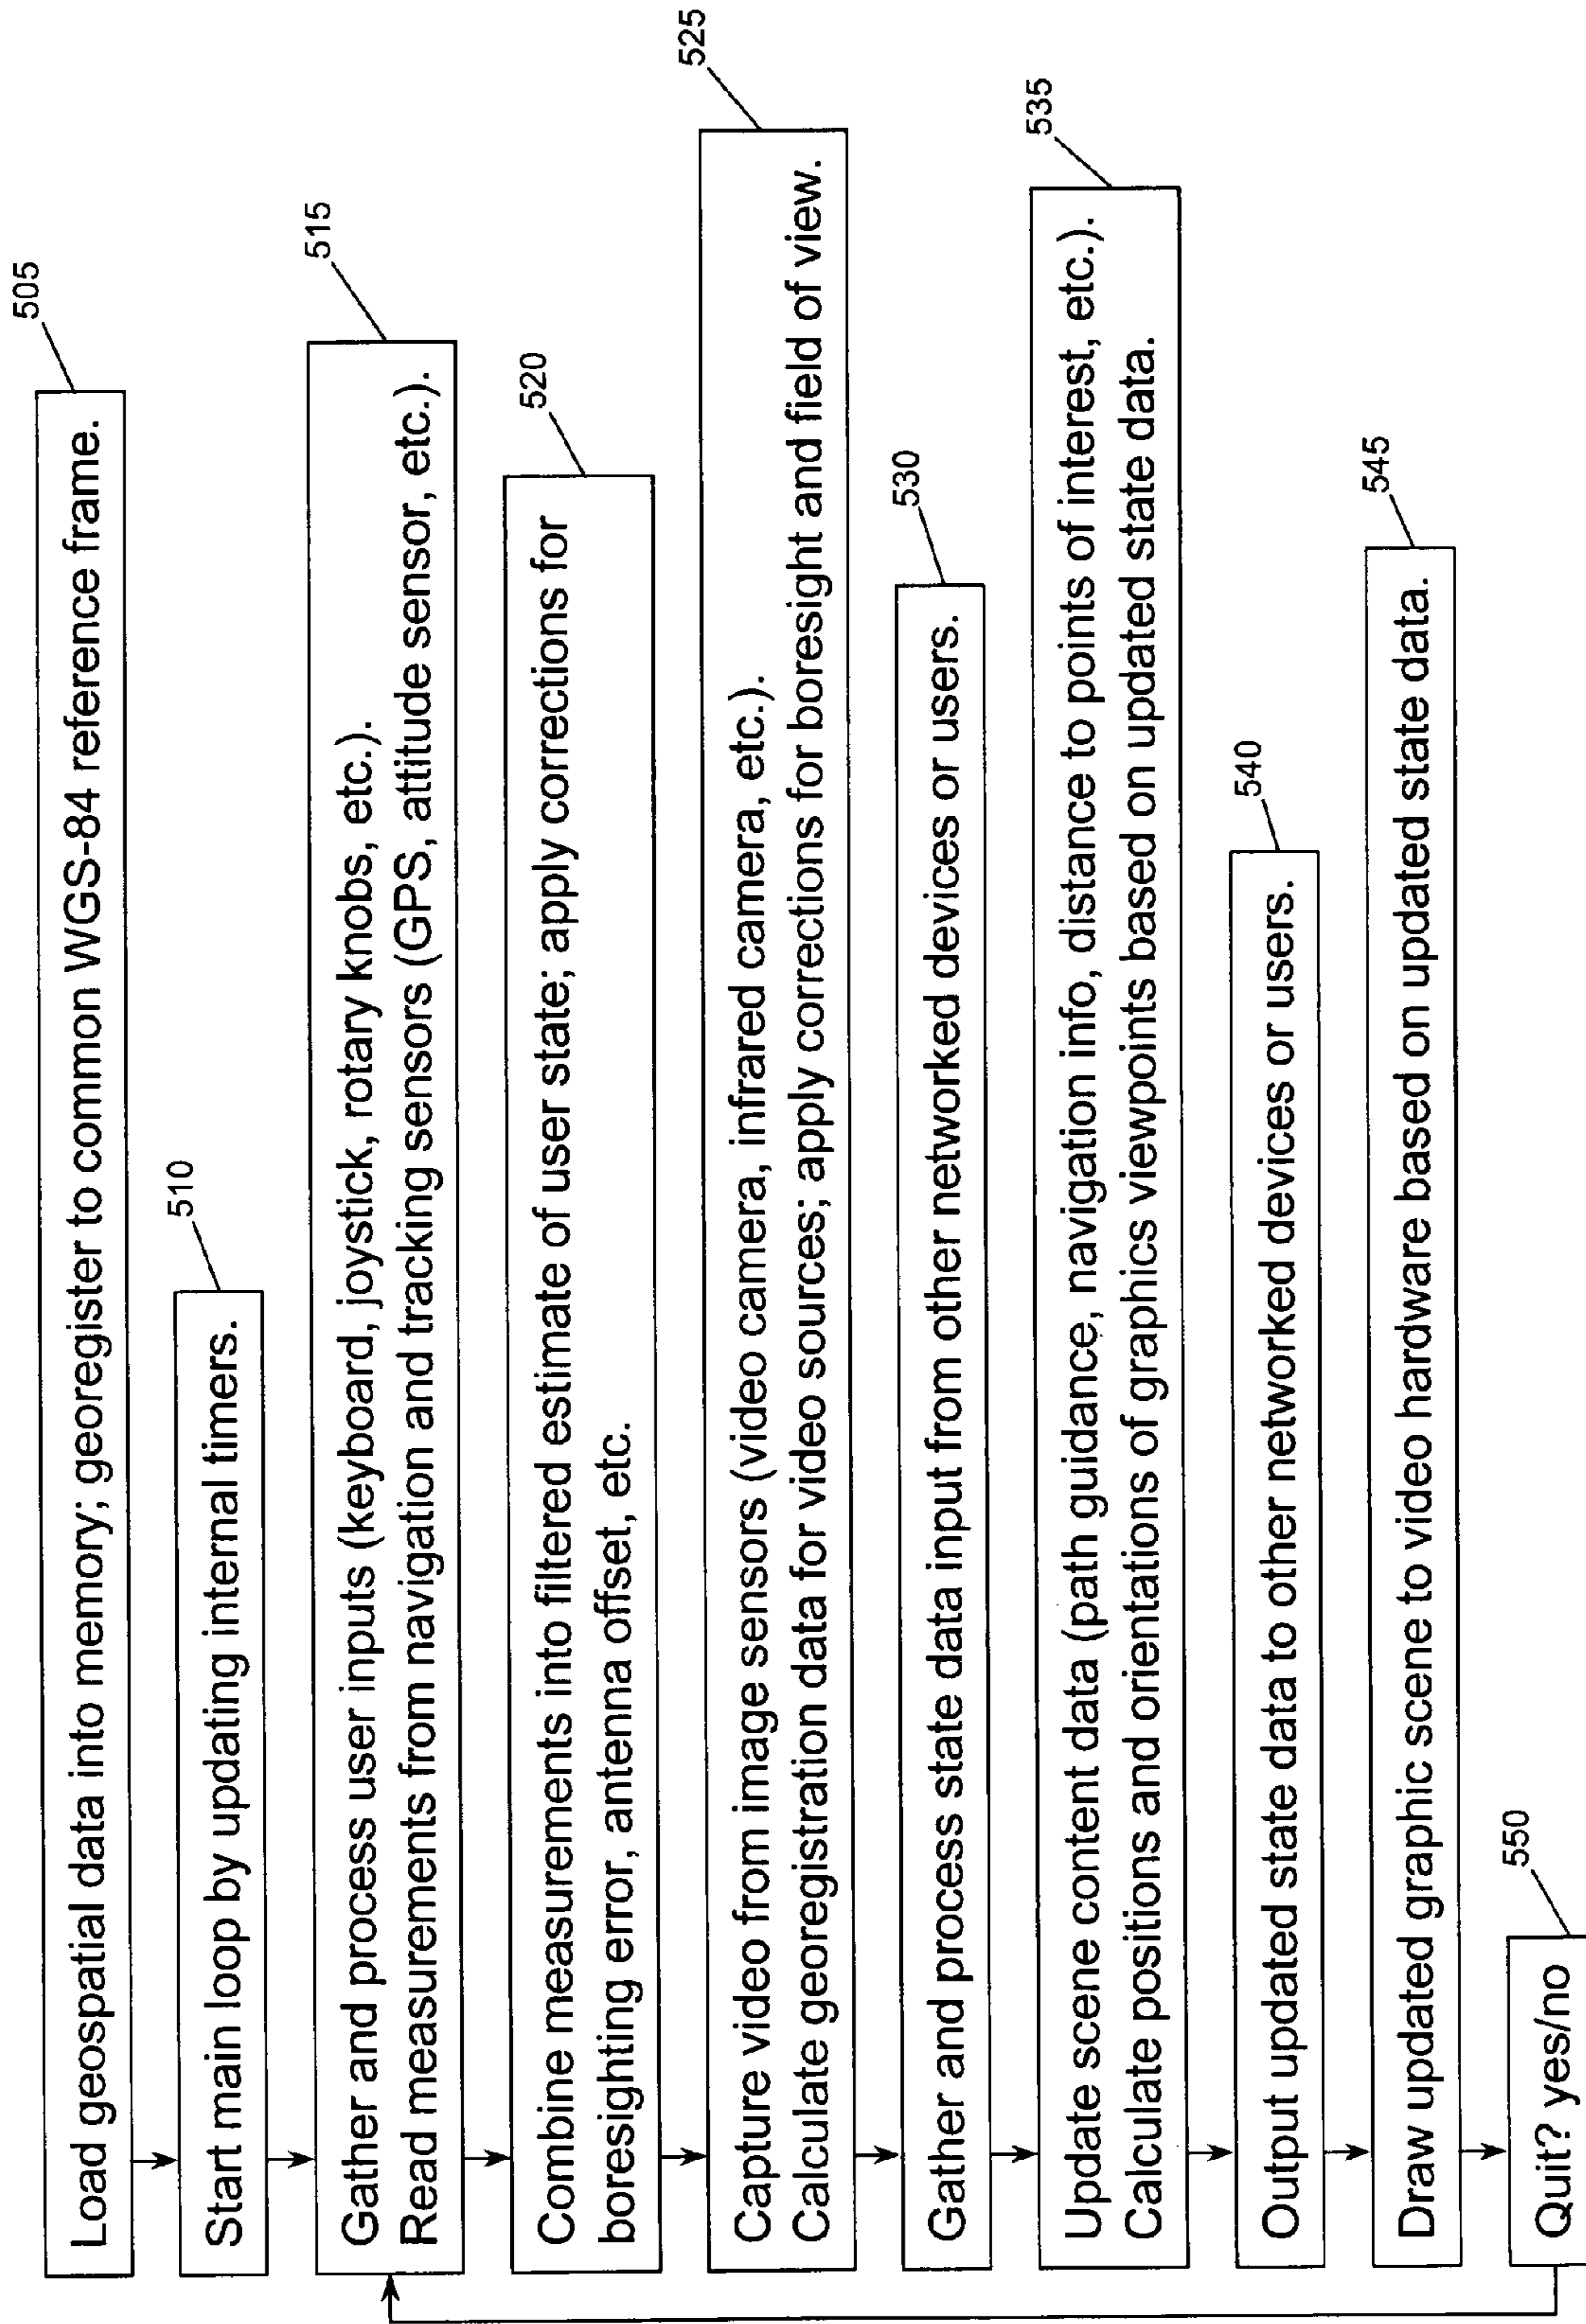 505
Load geospatial data into memory; georegister to common WGS-84 reference frame.
510
Start main loop by updating internal timers.
515
Gather and process user inputs (keyboard, joystick, rotary knobs, etc.).
Read measurements from navigation and tracking sensors (GPS, attitude sensor, etc.).
520
Combine measurements into filtered estimate of user state; apply corrections for
boresighting error, antenna offset, etc.
525
Capture video from image sensors (video camera, infrared camera, etc.).
Calculate georegistration data for video sources; apply corrections for boresight and field of view.
530
Gather and process state data input from other networked devices or users.
535
Update scene content data (path guidance, navigation info, distance to points of interest, etc.).
Calculate positions and orientations of graphics viewpoints based on updated state data.
540
Output updated state data to other networked devices or users.
545
Draw updated graphic scene to video hardware based on updated state data.
550
Quit? yes/no